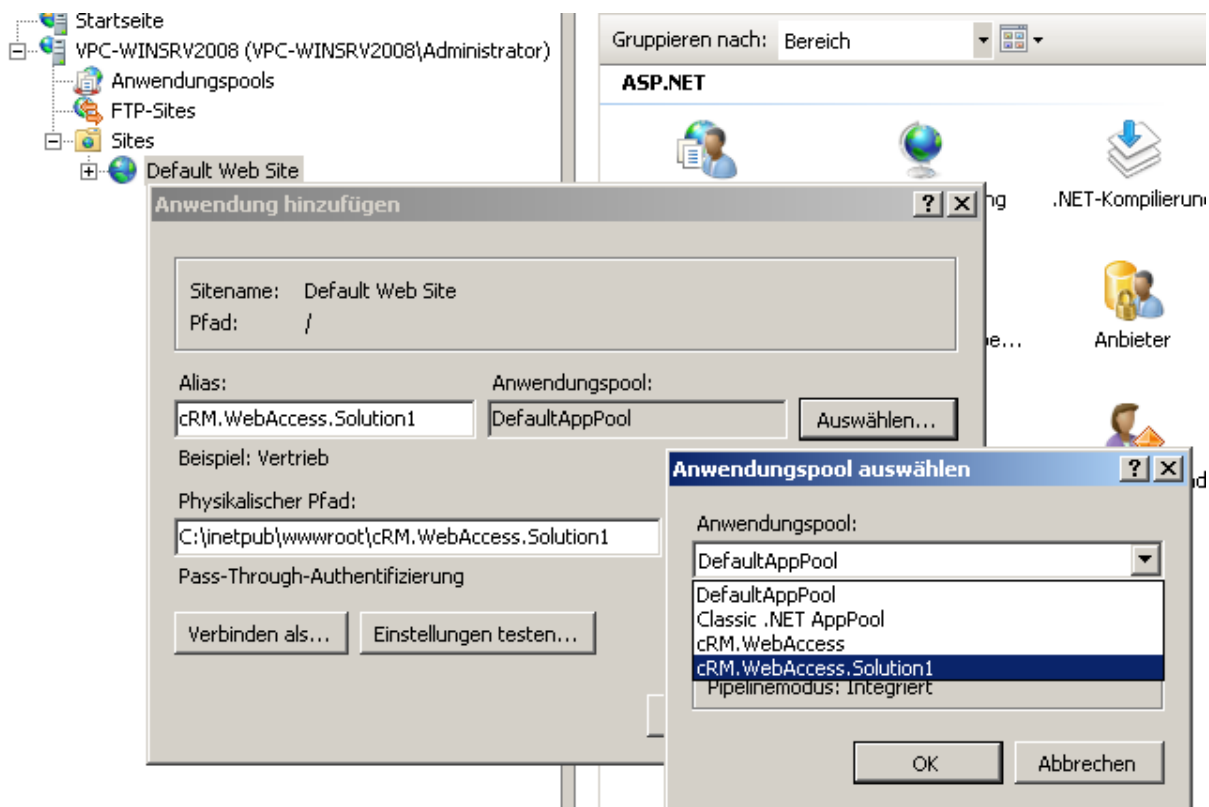 Startseite
VPC-WINSRV2008 (VPC-WINSRV2008\Administrator)
Anwendungspools
FTP-Sites
Sites
Default Web Site
Gruppieren nach: Bereich
ASP.NET
.NET-Kompilierun
Anbieter
Anwendung hinzufügen
Sitename: Default Web Site
Pfad: /
Alias: Anwendungspool:
cRM.WebAccess.Solution1 DefaultAppPool Auswählen...
Beispiel: Vertrieb
Physikalischer Pfad:
C:\inetpub\wwwroot\cRM.WebAccess.Solution1
Pass-Through-Authentifizierung
Verbinden als... Einstellungen testen...
Anwendungspool auswählen
Anwendungspool:
DefaultAppPool
DefaultAppPool
Classic .NET AppPool
cRM.WebAccess
cRM.WebAccess.Solution1
Pipelinemodus: Integriert
OK Abbrechen